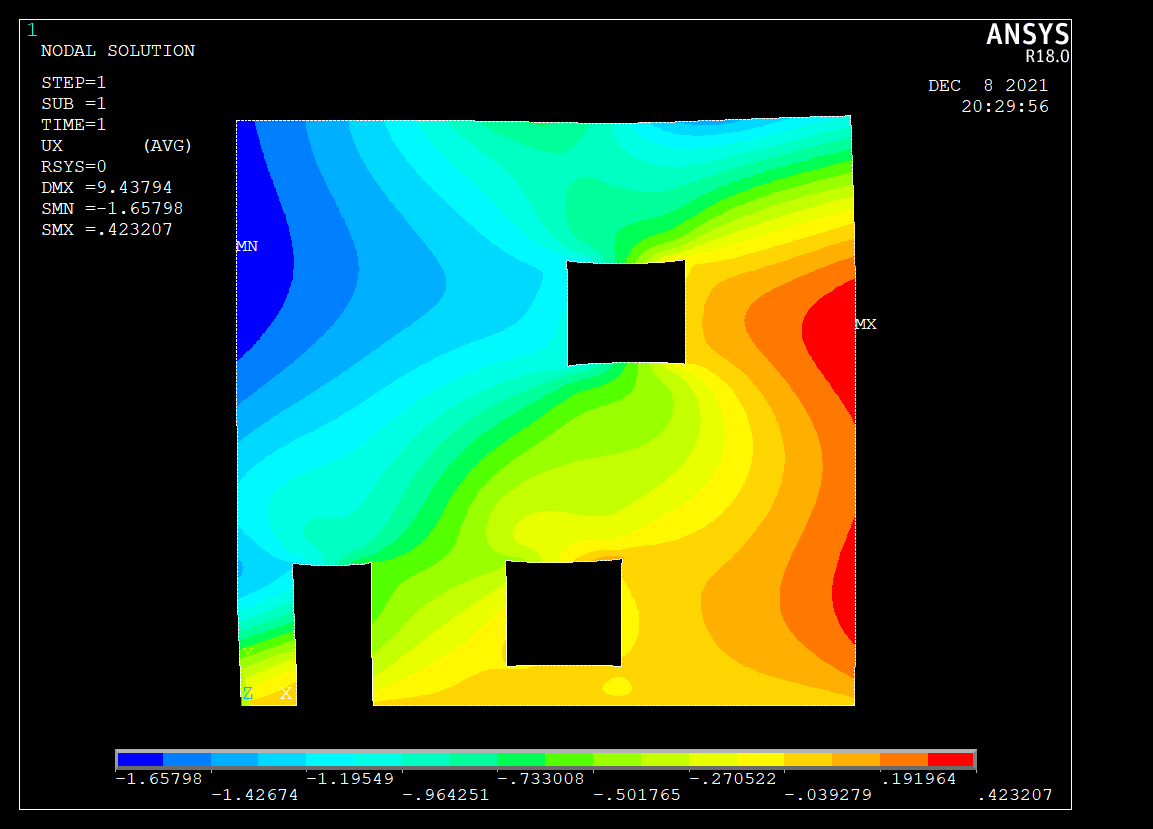 1
ANSYS
R18.0
NODAL SOLUTION
DEC 8 2021
20:29:56
STEP=1
SUB =1
TIME=1
UX (AVG)
RSYS=0
DMX =9.43794
SMN =-1.65798
SMX =.423207
MN
MX
Y
Z X
-1.65798 -1.19549 -.733008 -.270522 .191964
-1.42674 -.964251 -.501765 -.039279 .423207